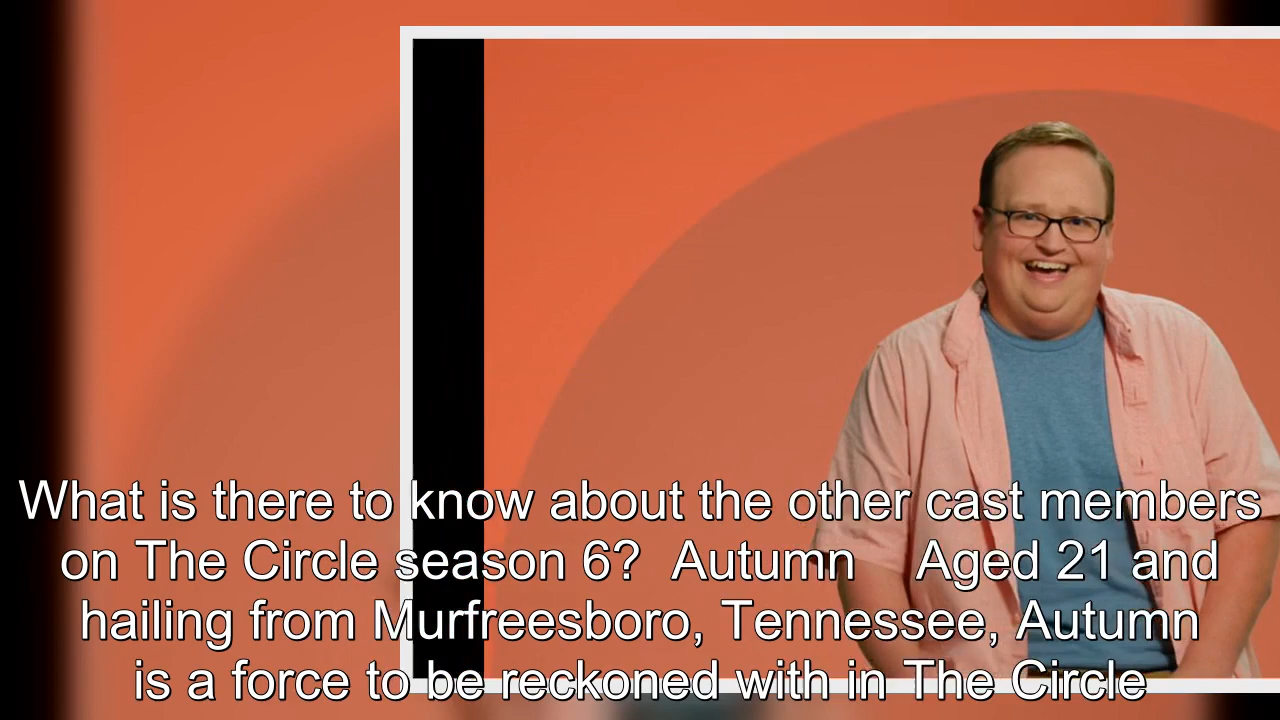 What is there to know about the other cast members
on The Circle season 6?  Autumn    Aged 21 and
hailing from Murfreesboro, Tennessee, Autumn
is a force to be reckoned with in The Circle